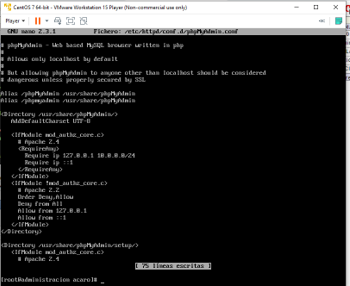 CentOS 7 64-bit - VMware Workstation 15 Player (Non-commercial use only)
Player
GNU nano 2.3.1 Fichero: /etc/httpd/conf.d/phpMyAdmin.conf
# phpMyAdmin - Web based MySQL browser written in php
#
# Allows only localhost by default
#
# But allowing phpMyAdmin to anyone other than localhost should be considered
# dangerous unless properly secured by SSL
Alias /phpMyAdmin /usr/share/phpMyAdmin
Alias /phpmyadmin /usr/share/phpMyAdmin
<Directory /usr/share/phpMyAdmin/>
AddDefaultCharset UTF-8
<IfModule mod_authz_core.c>
# Apache 2.4
<RequireAny>
Require ip 127.0.0.1 10.0.0.0/24
Require ip ::1
</RequireAny>
</IfModule>
<IfModule !mod_authz_core.c>
# Apache 2.2
Order Deny,Allow
Deny from All
Allow from 127.0.0.1
Allow from ::1
</IfModule>
</Directory>
<Directory /usr/share/phpMyAdmin/setup/>
<IfModule mod_authz_core.c>
# Apache 2.4
[ 75 líneas escritas ]
[root@administracion acaro]#